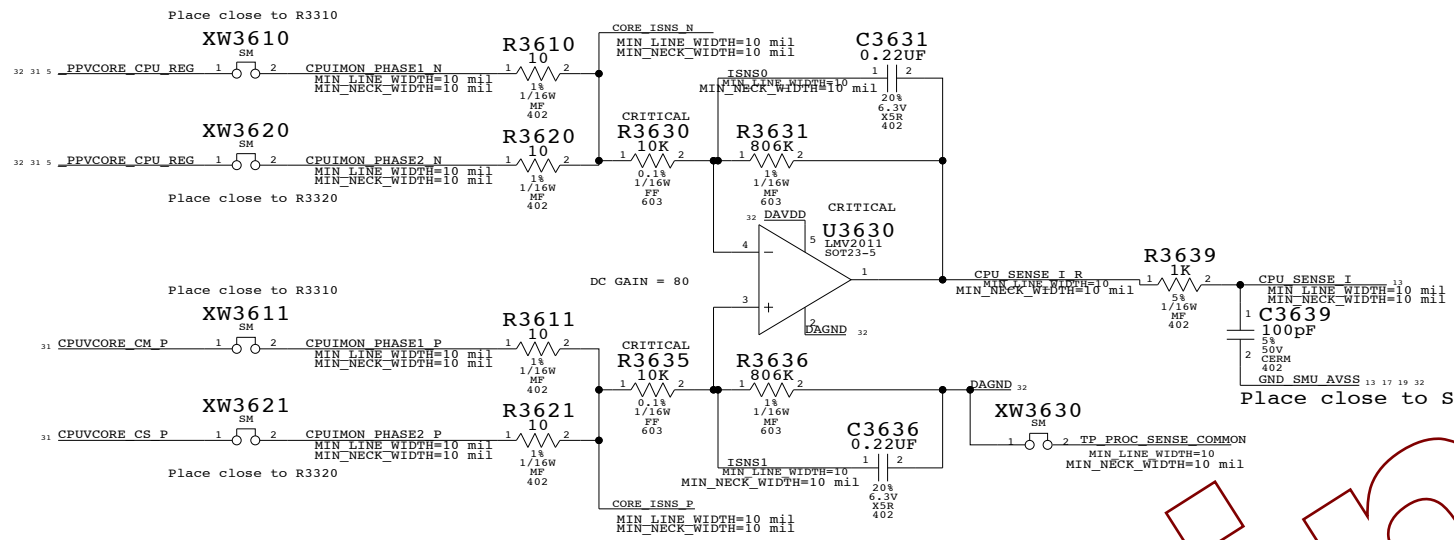 Place close to R3310
XW3610
SM
32 31 5 _PPVCORE_CPU_REG 1 2 CPUIMON_PHASE1_N
MIN_LINE_WIDTH=10 mil
MIN_NECK_WIDTH=10 mil
R3610
10
1 2
1%
1/16W
MF
402
CORE_ISNS_N
MIN_LINE_WIDTH=10 mil
MIN_NECK_WIDTH=10 mil
C3631
0.22UF
1 2
20%
6.3V
X5R
402
ISNS0
MIN_LINE_WIDTH=10
MIN_NECK_WIDTH=10 mil
XW3620
SM
32 31 5 _PPVCORE_CPU_REG 1 2 CPUIMON_PHASE2_N
MIN_LINE_WIDTH=10 mil
MIN_NECK_WIDTH=10 mil
Place close to R3320
R3620
10
1 2
1%
1/16W
MF
402
CRITICAL
R3630
10K
1 2
0.1%
1/16W
FF
603
R3631
806K
1 2
1%
1/16W
MF
603
32 DAVDD
CRITICAL
U3630
LMV2011
SOT23-5
5
4
−
1
3
+
2
DAGND 32
DC GAIN = 80
CPU_SENSE_I_R
MIN_LINE_WIDTH=10
MIN_NECK_WIDTH=10 mil
R3639
1K
1 2
5%
1/16W
MF
402
CPU_SENSE_I 13
MIN_LINE_WIDTH=10 mil
MIN_NECK_WIDTH=10 mil
1
C3639
100pF
5%
50V
CERM
402
2
GND_SMU_AVSS 13 17 19 32
Place close to S
Place close to R3310
XW3611
SM
31 CPUVCORE_CM_P 1 2 CPUIMON_PHASE1_P
MIN_LINE_WIDTH=10 mil
MIN_NECK_WIDTH=10 mil
R3611
10
1 2
1%
1/16W
MF
402
CRITICAL
R3635
10K
1 2
0.1%
1/16W
FF
603
R3636
806K
1 2
1%
1/16W
MF
603
DAGND 32
XW3630
SM
1 2 TP_PROC_SENSE_COMMON
MIN_LINE_WIDTH=10
MIN_NECK_WIDTH=10 mil
XW3621
SM
31 CPUVCORE_CS_P 1 2 CPUIMON_PHASE2_P
MIN_LINE_WIDTH=10 mil
MIN_NECK_WIDTH=10 mil
Place close to R3320
R3621
10
1 2
1%
1/16W
MF
402
C3636
0.22UF
1 2
20%
6.3V
X5R
402
ISNS1
MIN_LINE_WIDTH=10
MIN_NECK_WIDTH=10 mil
CORE_ISNS_P
MIN_LINE_WIDTH=10 mil
MIN_NECK_WIDTH=10 mil